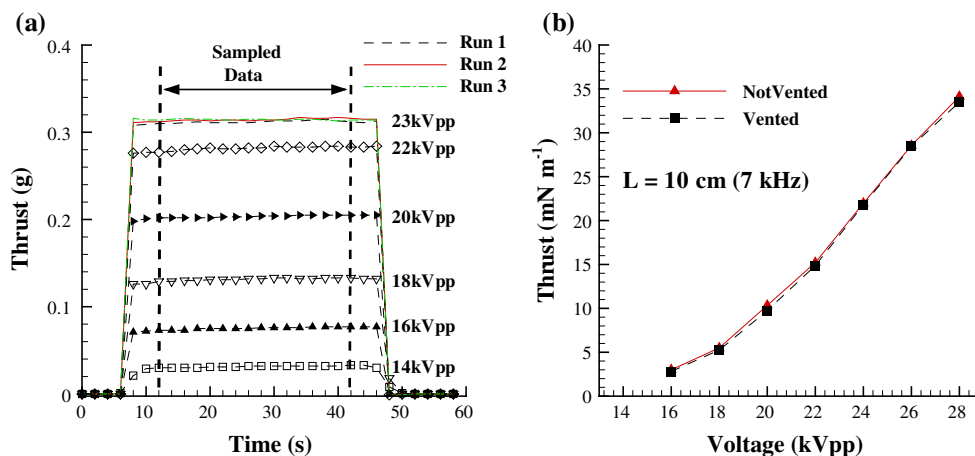 (a)
0.4
0.3
0.2
0.1
0
Thrust (g)
Sampled
Data
Run 1
Run 2
Run 3
23kVpp
22kVpp
20kVpp
18kVpp
16kVpp
14kVpp
0 10 20 30 40 50 60
Time (s)
(b)
40
35
30
25
20
15
10
5
0
Thrust (mN m-1)
NotVented
Vented
L = 10 cm (7 kHz)
14 16 18 20 22 24 26 28
Voltage (kVpp)